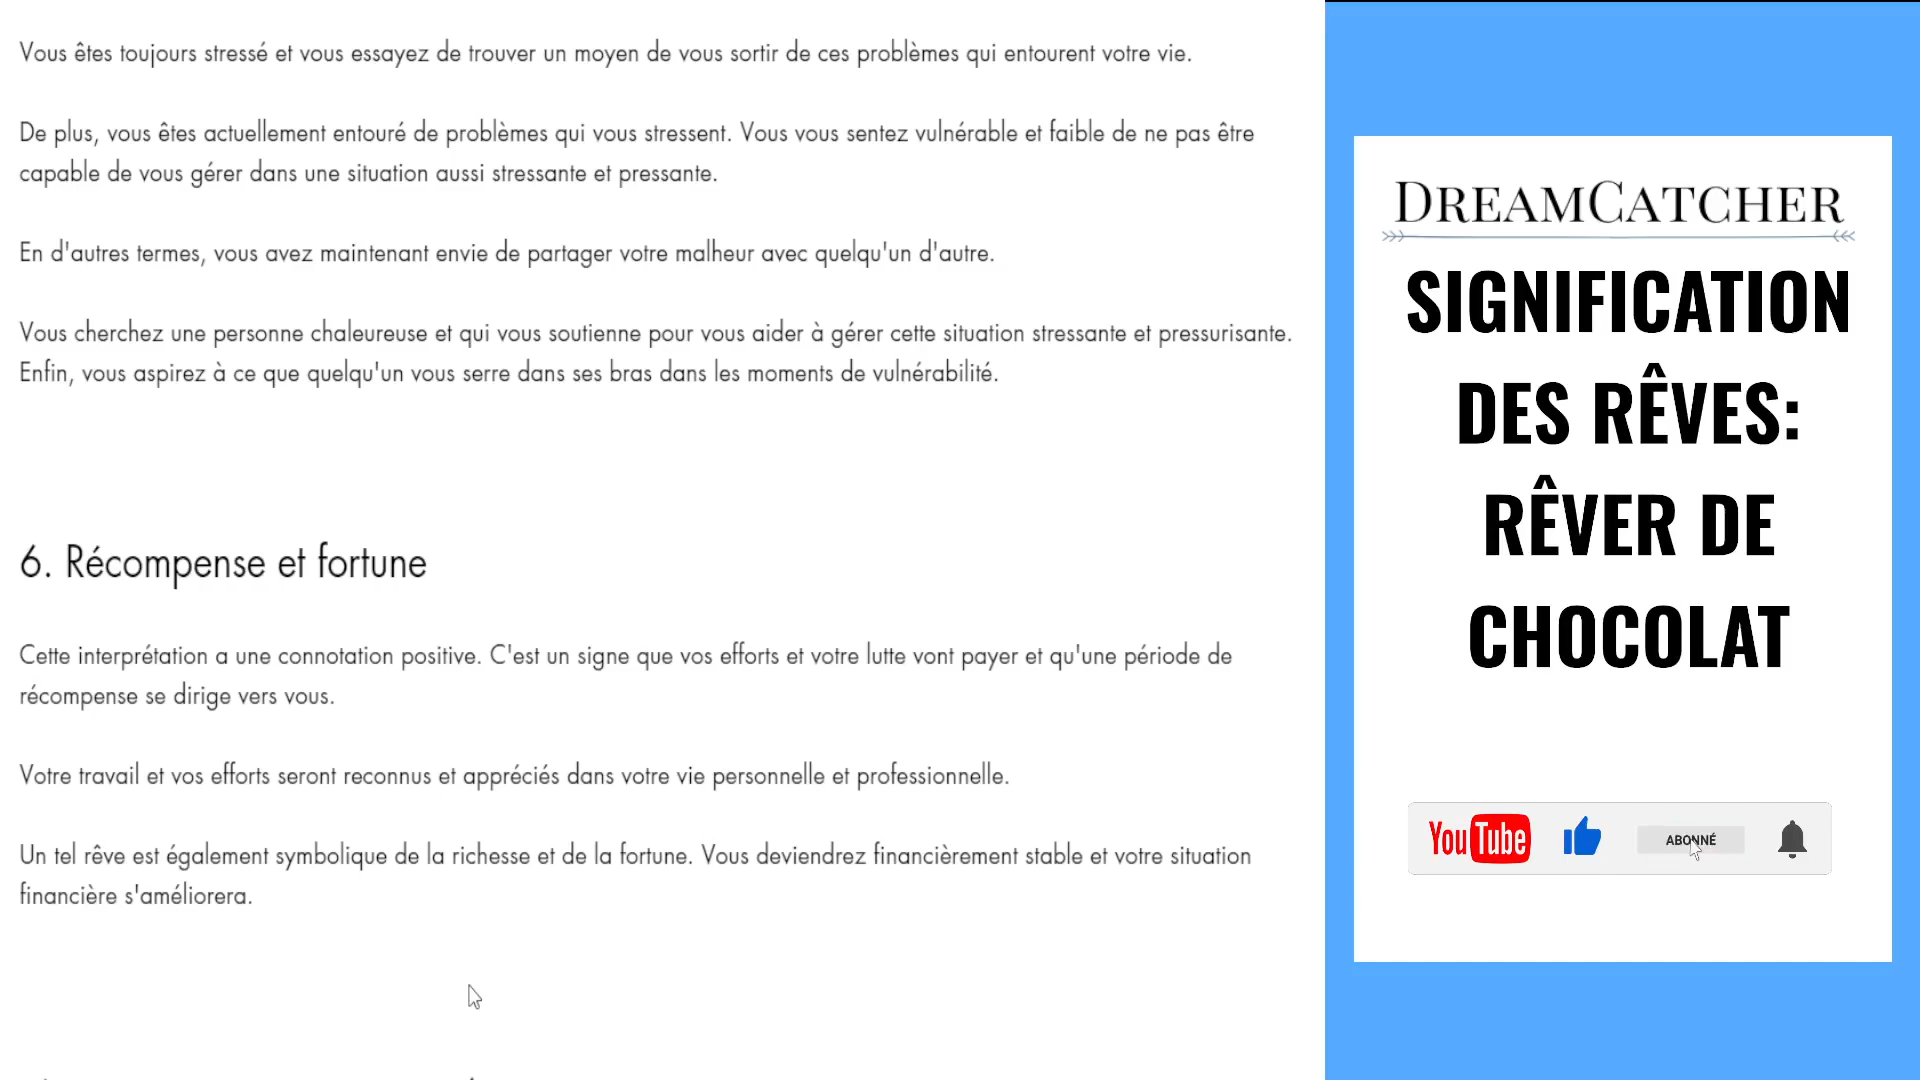 Vous êtes toujours stressé et vous essayez de trouver un moyen de vous sortir de ces problèmes qui entourent votre vie.
De plus, vous êtes actuellement entouré de problèmes qui vous stressent. Vous vous sentez vulnérable et faible de ne pas être
capable de vous gérer dans une situation aussi stressante et pressante.
En d'autres termes, vous avez maintenant envie de partager votre malheur avec quelqu'un d'autre.
Vous cherchez une personne chaleureuse et qui vous soutienne pour vous aider à gérer cette situation stressante et pressurisante.
Enfin, vous aspirez à ce que quelqu'un vous serre dans ses bras dans les moments de vulnérabilité.
6. Récompense et fortune
Cette interprétation a une connotation positive. C'est un signe que vos efforts et votre lutte vont payer et qu'une période de
récompense se dirige vers vous.
Votre travail et vos efforts seront reconnus et appréciés dans votre vie personnelle et professionnelle.
Un tel rêve est également symbolique de la richesse et de la fortune. Vous deviendrez financièrement stable et votre situation
financière s'améliorera.
DREAMCATCHER
SIGNIFICATION
DES RÊVES:
RÊVER DE
CHOCOLAT
YouTube
ABONNÉ